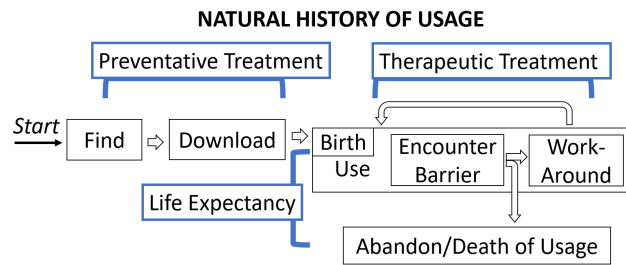 NATURAL HISTORY OF USAGE
Preventative Treatment
Therapeutic Treatment
Start
Find
Download
Birth
Use
Encounter
Barrier
Work-
Around
Life Expectancy
Abandon/Death of Usage